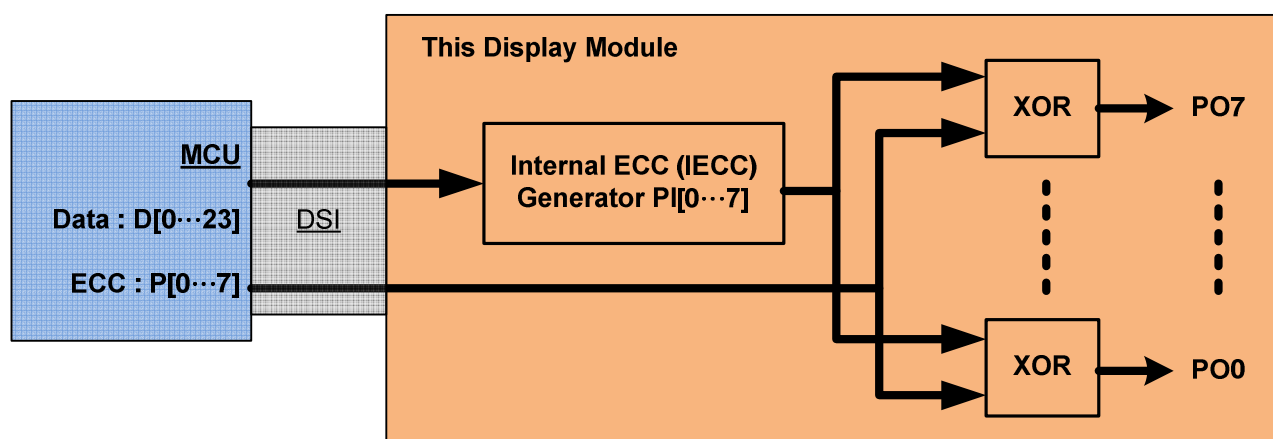 This Display Module
MCU
Data : D[0···23]
ECC : P[0···7]
DSI
Internal ECC (IECC)
Generator PI[0···7]
XOR
PO7
XOR
PO0